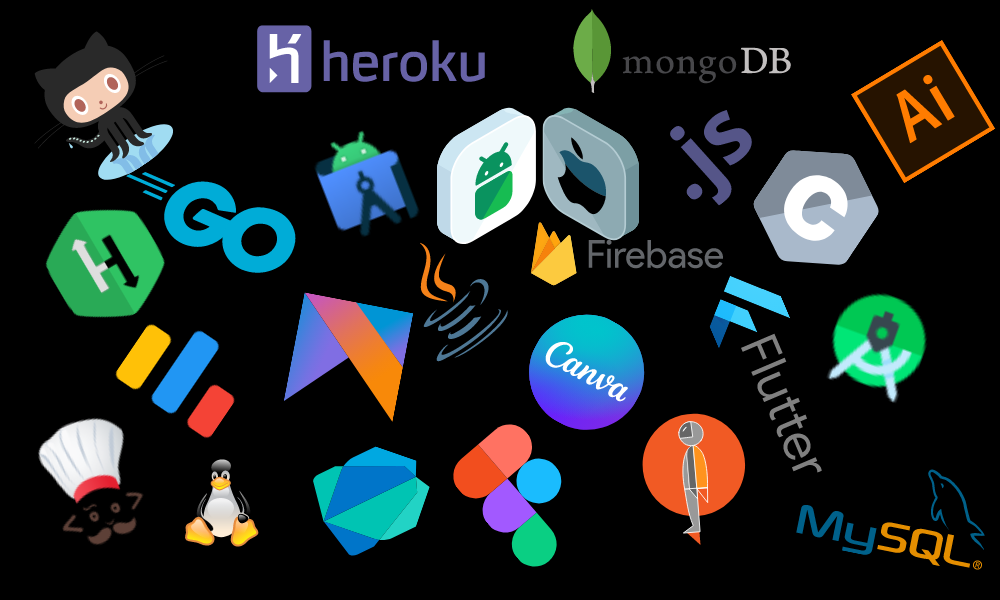 heroku
mongoDB
Ai
.js
C
GO
H
Firebase
Canva
Flutter
MySQL®